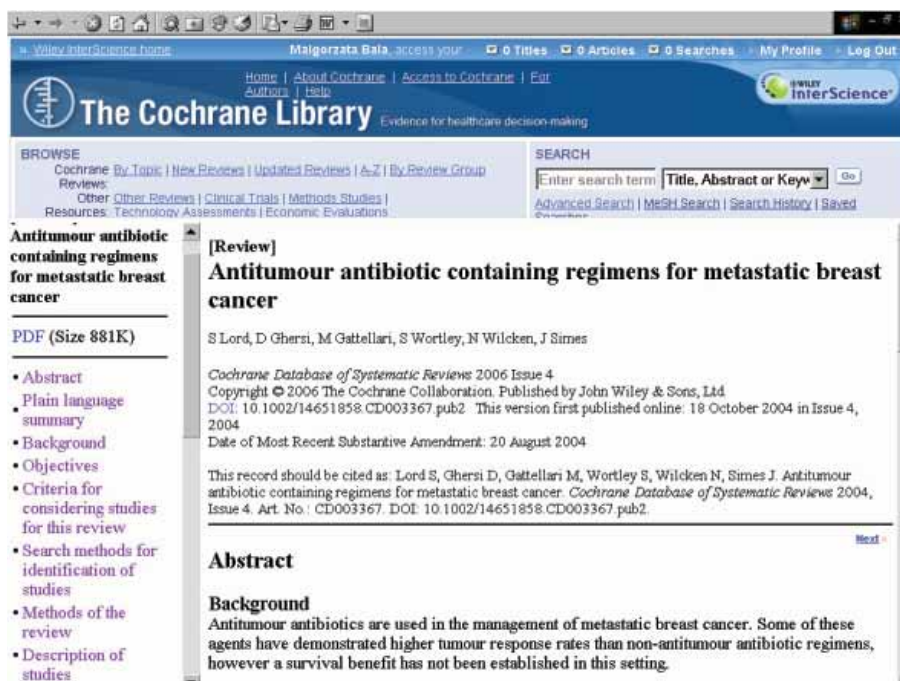 Wiley InterScience home
Malgorzata Bala, access your 0 Titles 0 Articles 0 Searches My Profile Log Out
Home | About Cochrane | Access to Cochrane | For
Authors | Help
The Cochrane Library Evidence for healthcare decision-making
WILEY
InterScience
BROWSE
Cochrane By Topic | New Reviews | Updated Reviews | A-Z | By Review Group
Reviews:
Other Other Reviews | Clinical Trials | Methods Studies |
Resources: Technology Assessments | Economic Evaluations
SEARCH
Enter search term Title, Abstract or Keyw Go
Advanced Search | MeSH Search | Search History | Saved
Searches
Antitumour antibiotic
containing regimens
for metastatic breast
cancer
PDF (Size 881K)
• Abstract
• Plain language
summary
• Background
• Objectives
• Criteria for
considering studies
for this review
• Search methods for
identification of
studies
• Methods of the
review
• Description of
studies
[Review]
Antitumour antibiotic containing regimens for metastatic breast
cancer
S Lord, D Ghersi, M Gattellari, S Wortley, N Wilcken, J Simes
Cochrane Database of Systematic Reviews 2006 Issue 4
Copyright © 2006 The Cochrane Collaboration. Published by John Wiley & Sons, Ltd
DOI: 10.1002/14651858.CD003367.pub2 This version first published online: 18 October 2004 in Issue 4,
2004
Date of Most Recent Substantive Amendment: 20 August 2004
This record should be cited as: Lord S, Ghersi D, Gattellari M, Wortley S, Wilcken N, Simes J. Antitumour
antibiotic containing regimens for metastatic breast cancer. Cochrane Database of Systematic Reviews 2004,
Issue 4. Art. No.: CD003367. DOI: 10.1002/14651858.CD003367.pub2.
Next
Abstract
Background
Antitumour antibiotics are used in the management of metastatic breast cancer. Some of these
agents have demonstrated higher tumour response rates than non-antitumour antibiotic regimens,
however a survival benefit has not been established in this setting.